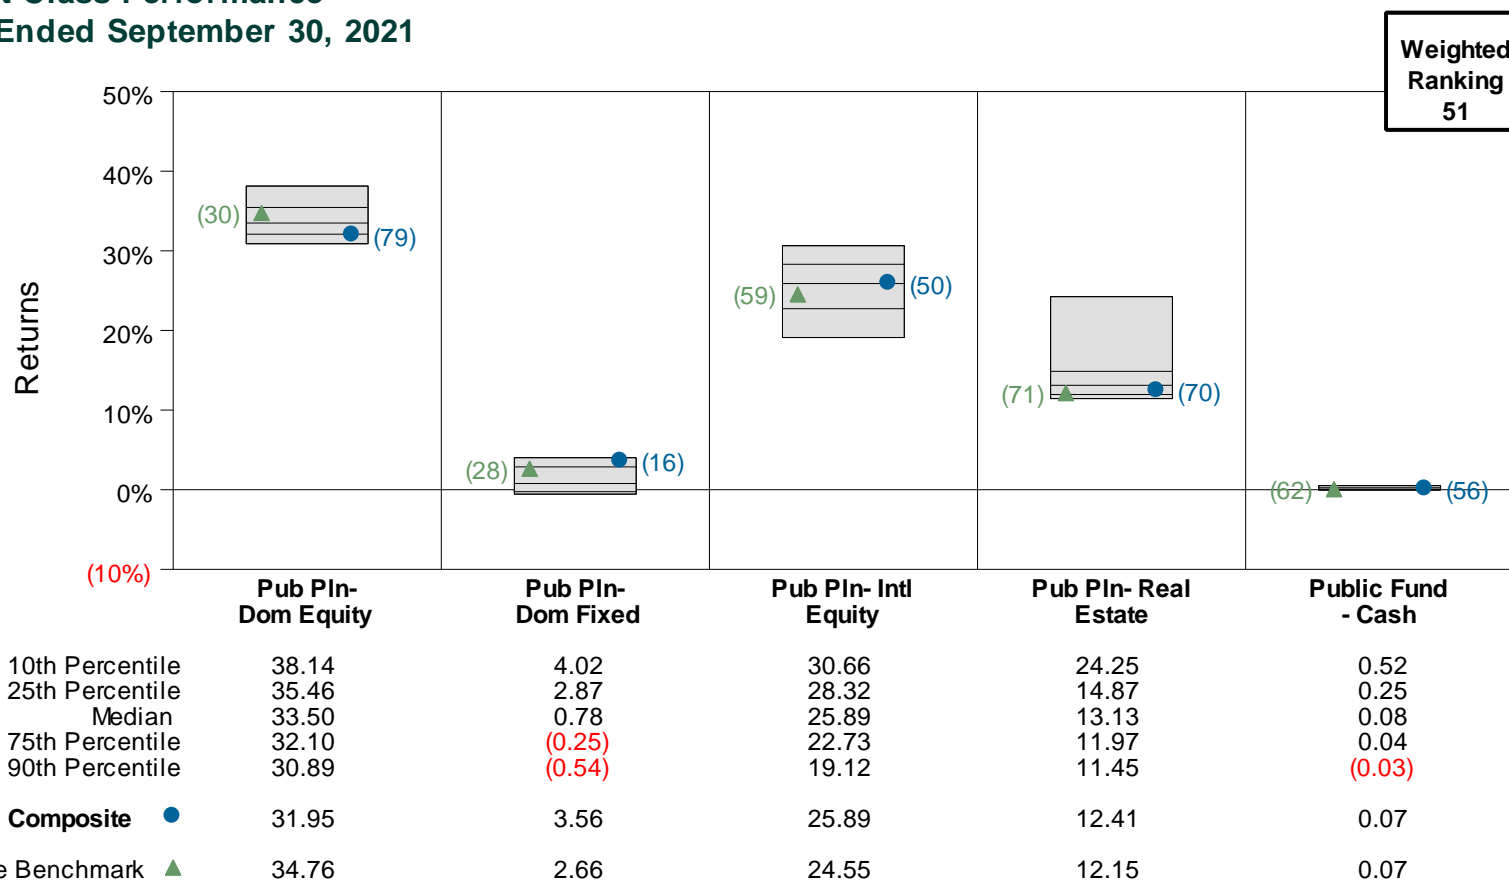 Class Performance
Ended September 30, 2021
Weighted
Ranking
51
50%
40%
30%
20%
10%
0%
(10%)
Returns
(30)
(79)
(28)
(16)
(59)
(50)
(71)
(70)
(62)
(56)
Pub Pln- Dom Equity
Pub Pln- Dom Fixed
Pub Pln- Intl Equity
Pub Pln- Real Estate
Public Fund - Cash
10th Percentile 38.14 4.02 30.66 24.25 0.52
25th Percentile 35.46 2.87 28.32 14.87 0.25
Median 33.50 0.78 25.89 13.13 0.08
75th Percentile 32.10 (0.25) 22.73 11.97 0.04
90th Percentile 30.89 (0.54) 19.12 11.45 (0.03)
Composite 31.95 3.56 25.89 12.41 0.07
Benchmark 34.76 2.66 24.55 12.15 0.07